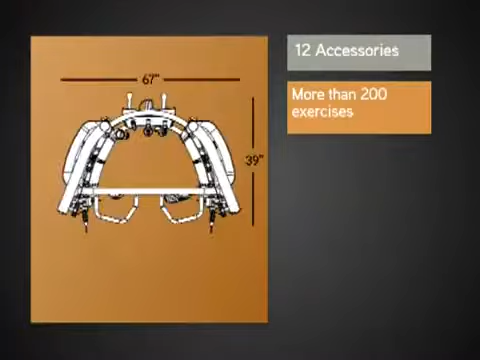 12 Accessories
More than 200
exercises
67"
39"